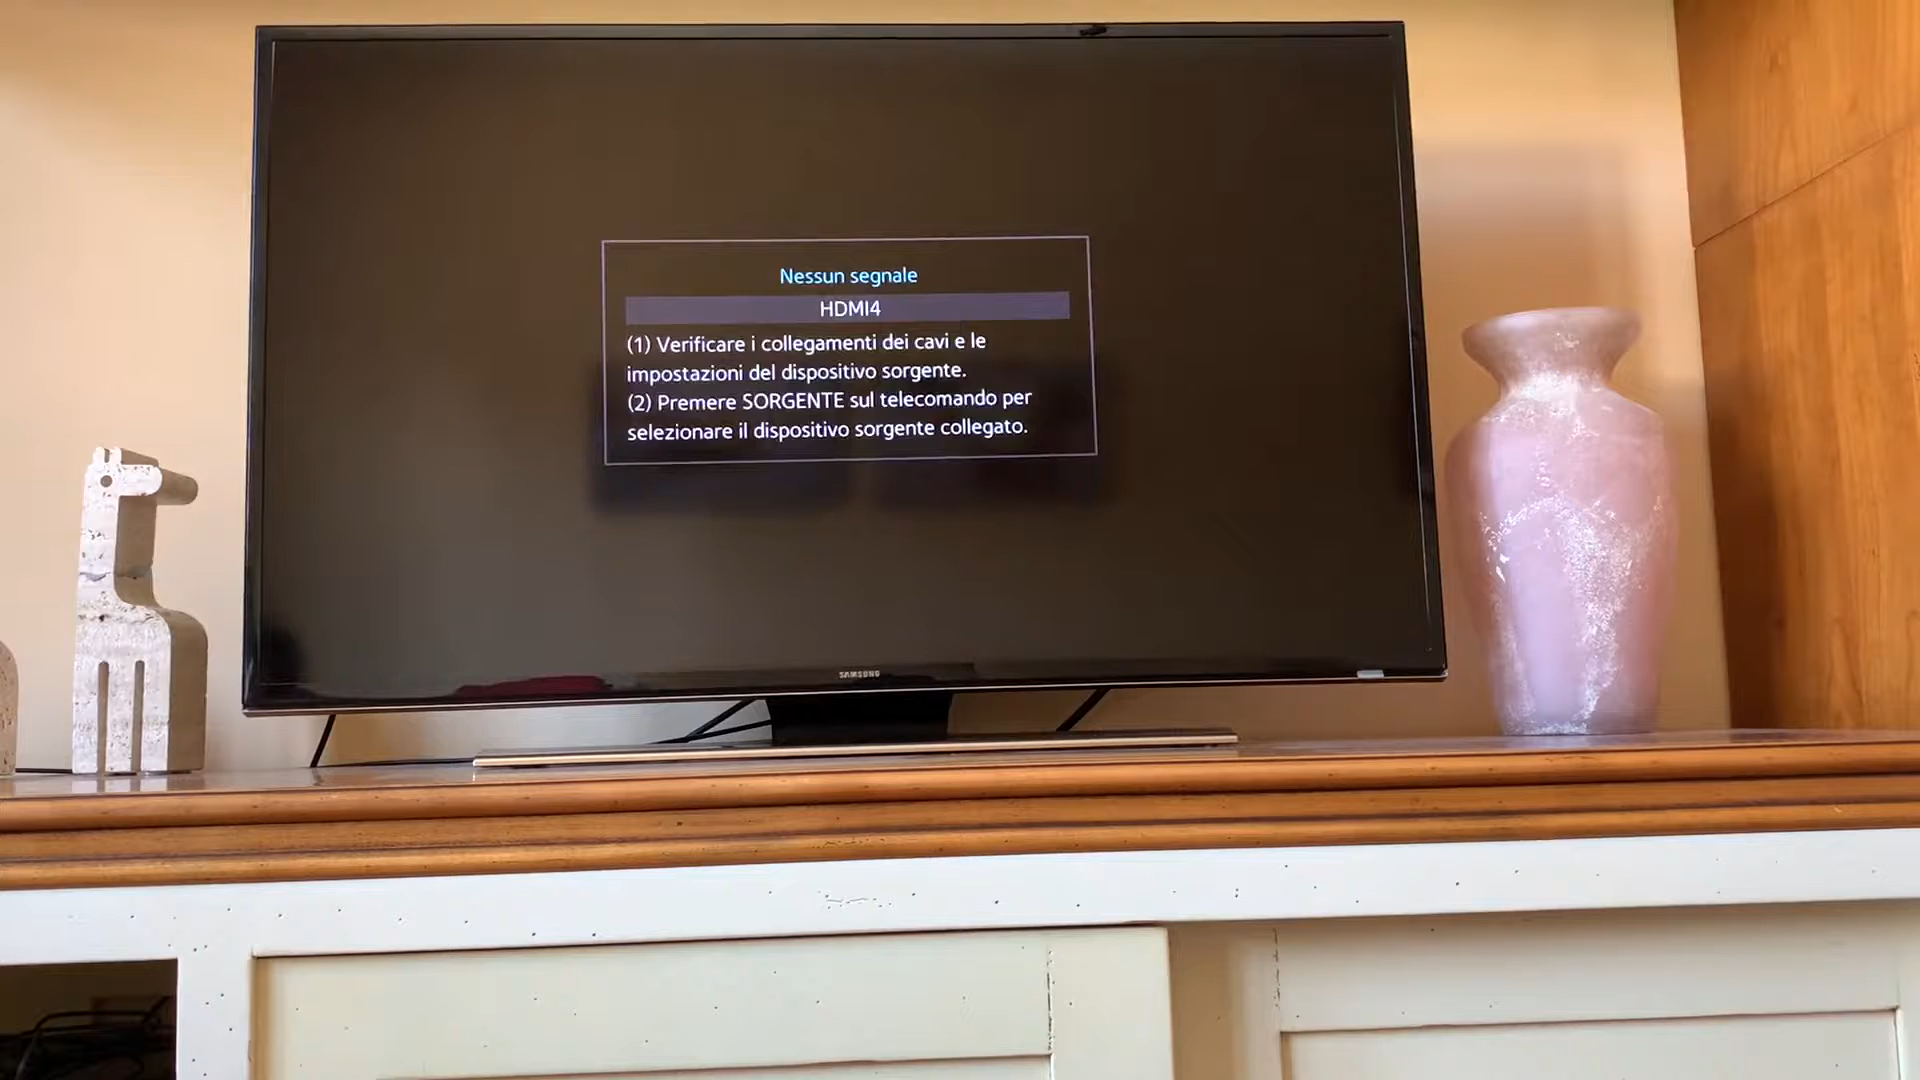 Nessun segnale
HDMI4
(1) Verificare i collegamenti dei cavi e le
impostazioni del dispositivo sorgente.
(2) Premere SORGENTE sul telecomando per
selezionare il dispositivo sorgente collegato.
SAMSUNG